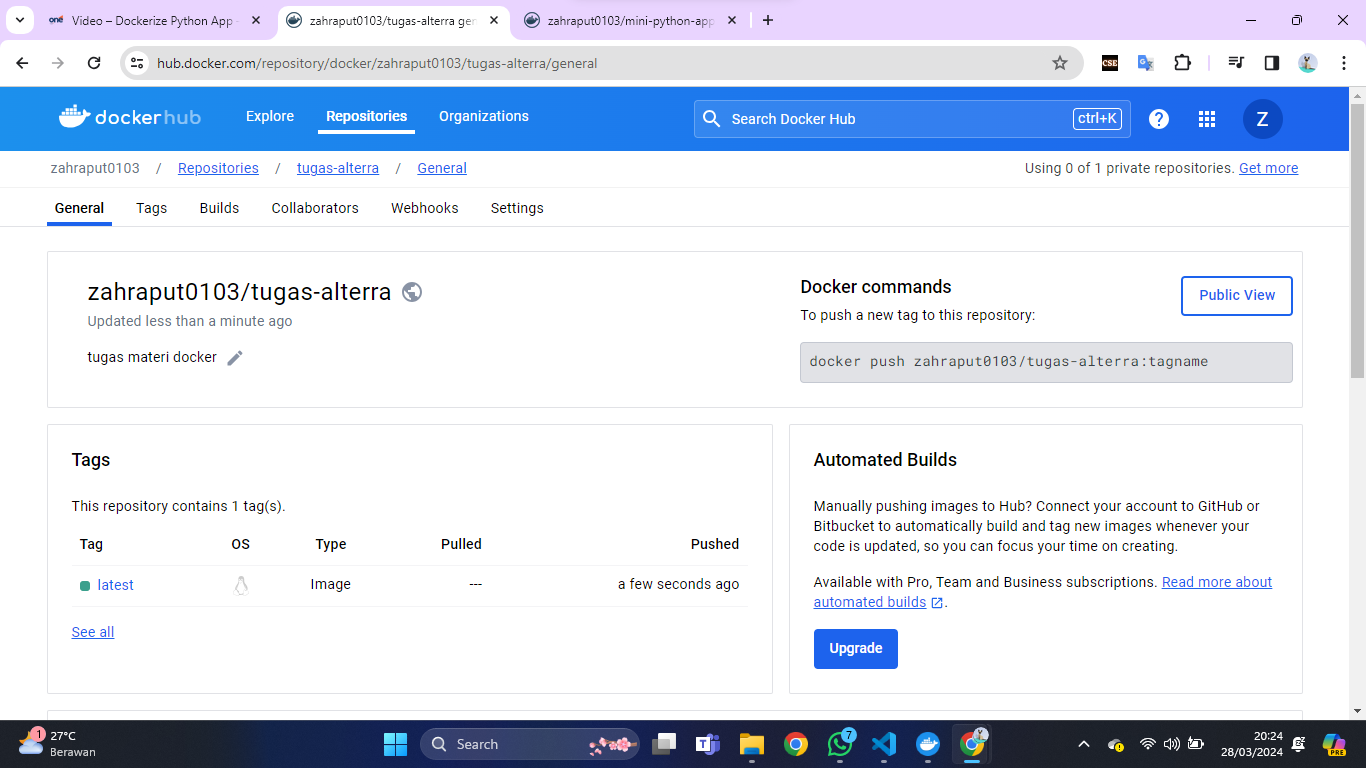 Video – Dockerize Python App
zahraput0103/tugas-alterra gen
zahraput0103/mini-python-app
hub.docker.com/repository/docker/zahraput0103/tugas-alterra/general
CSE
dockerhub
Explore
Repositories
Organizations
Search Docker Hub
ctrl+K
Z
zahraput0103 / Repositories / tugas-alterra / General
Using 0 of 1 private repositories. Get more
General
Tags
Builds
Collaborators
Webhooks
Settings
zahraput0103/tugas-alterra
Updated less than a minute ago
tugas materi docker
Docker commands
Public View
To push a new tag to this repository:
docker push zahraput0103/tugas-alterra:tagname
Tags
This repository contains 1 tag(s).
Tag OS Type Pulled Pushed
latest Image --- a few seconds ago
See all
Automated Builds
Manually pushing images to Hub? Connect your account to GitHub or
Bitbucket to automatically build and tag new images whenever your
code is updated, so you can focus your time on creating.
Available with Pro, Team and Business subscriptions. Read more about
automated builds .
Upgrade
1
27°C
Berawan
Search
7
20:24
28/03/2024
PRE